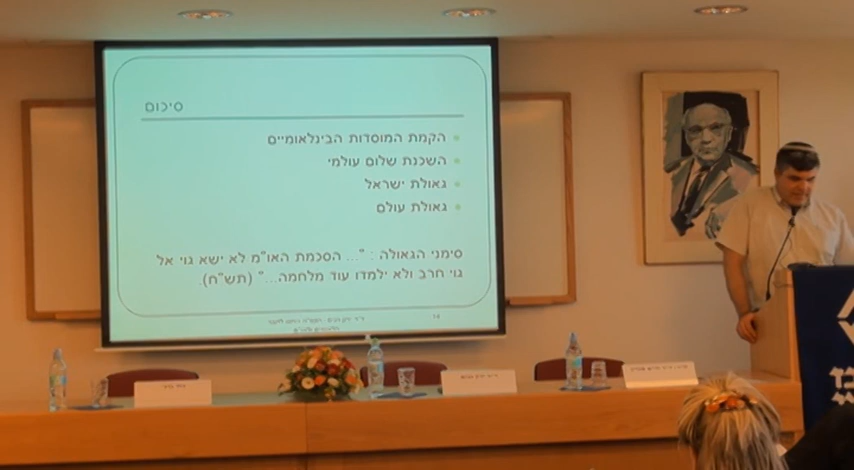 סיכום
הקמת המוסדות הבינלאומיים
השכנת שלום עולמי
גאולת ישראל
גאולת עולם
סימני הגאולה : "... הסכמת האו"מ לא ישא גוי אל
גוי חרב ולא ילמדו עוד מלחמה..." (תש"ח).